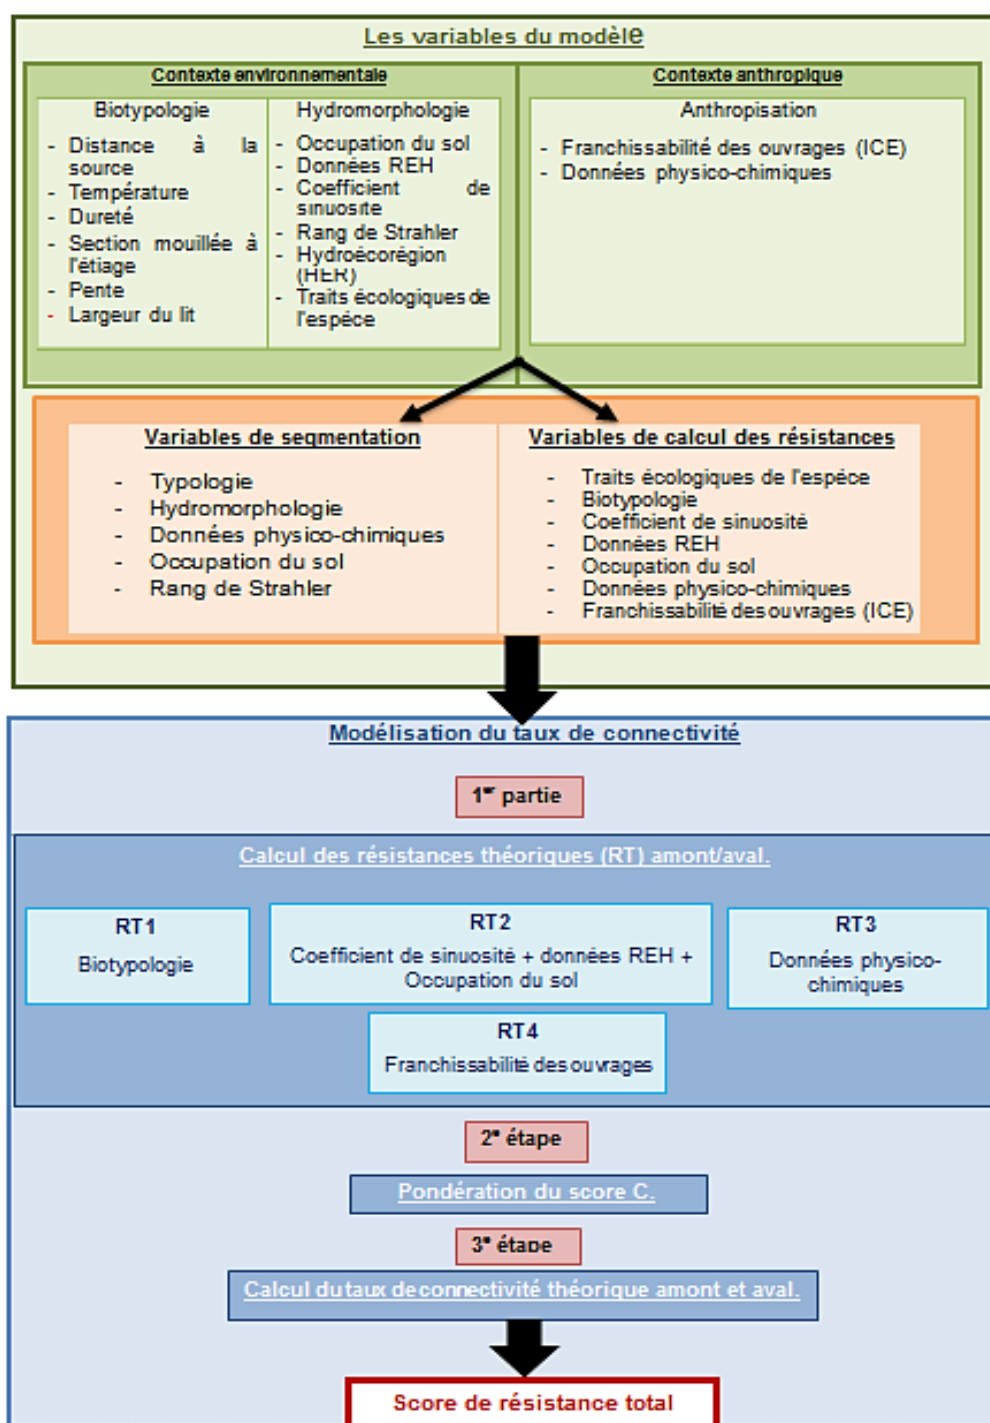 Les variables du modèle
Contexte environnementale
Biotypologie
- Distance à la
source
- Température
- Dureté
- Section mouillée à
l'étiage
- Pente
- Largeur du lit
Hydromorphologie
- Occupation du sol
- Données REH
- Coefficient de
sinuosite
- Rang de Strahler
- Hydroécorégion
(HER)
- Traits écologiques de
l'espéce
Contexte anthropique
Anthropisation
- Franchissabilité des ouvrages (ICE)
- Données physico-chimiques
Variables de segmentation
- Typologie
- Hydromorphologie
- Données physico-chimiques
- Occupation du sol
- Rang de Strahler
Variables de calcul des résistances
- Traits écologiques de l'espéce
- Biotypologie
- Coefficient de sinuosité
- Données REH
- Occupation du sol
- Données physico-chimiques
- Franchissabilité des ouvrages (ICE)
Modélisation du taux de connectivité
1er partie
Calcul des résistances théoriques (RT) amont/aval.
RT1
Biotypologie
RT2
Coefficient de sinuosité + données REH +
Occupation du sol
RT3
Données physico-
chimiques
RT4
Franchissabilité des ouvrages
2e étape
Pondération du score C.
3e étape
Calcul du taux de connectivité théorique amont et aval.
Score de résistance total